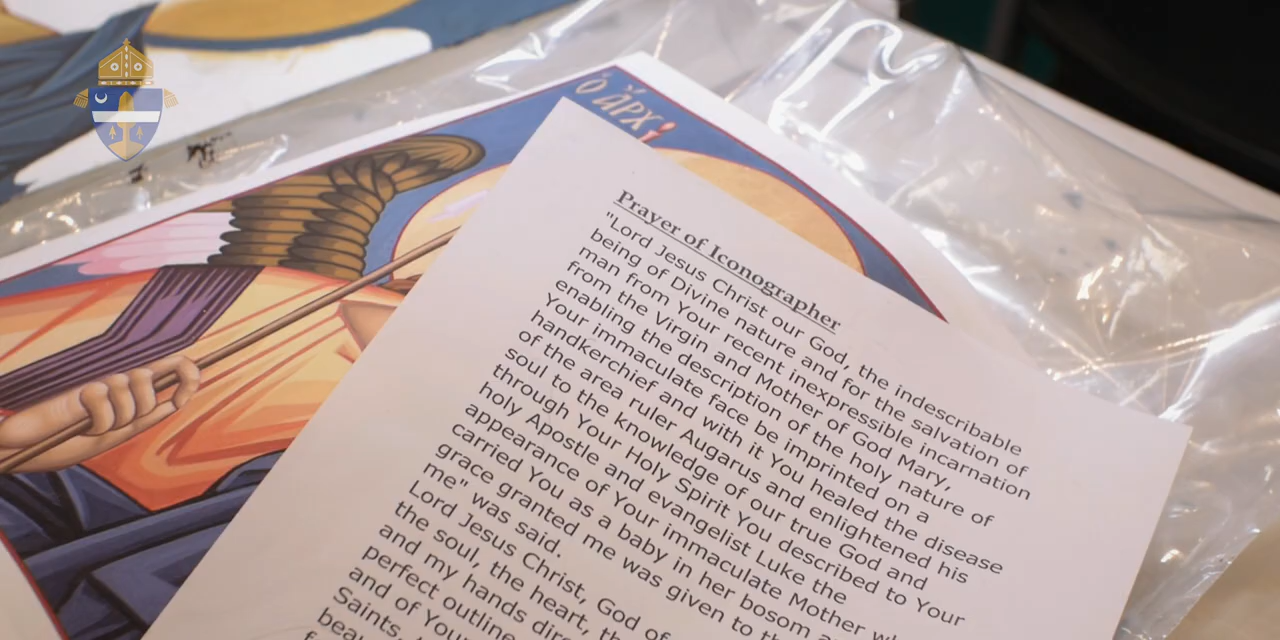 ὁ ἄρχ
Prayer of Iconographer
"Lord Jesus Christ our God, the indescribable
being of Divine nature and for the salvation of
man from Your recent inexpressible incarnation
from the Virgin and Mother of God Mary,
enabling the description of the holy nature of
Your immaculate face be imprinted on a
handkerchief and with it You healed the disease
of the area ruler Augarus and enlightened his
soul to the knowledge of our true God and
through Your Holy Spirit You described to Your
holy Apostle and evangelist Luke the
appearance of Your immaculate Mother
carried You as a baby in her bosom
grace granted me was given to
me" was said.
Lord Jesus Christ, God of
the soul, the heart,
and my hands
perfect outline
and of
Saints,